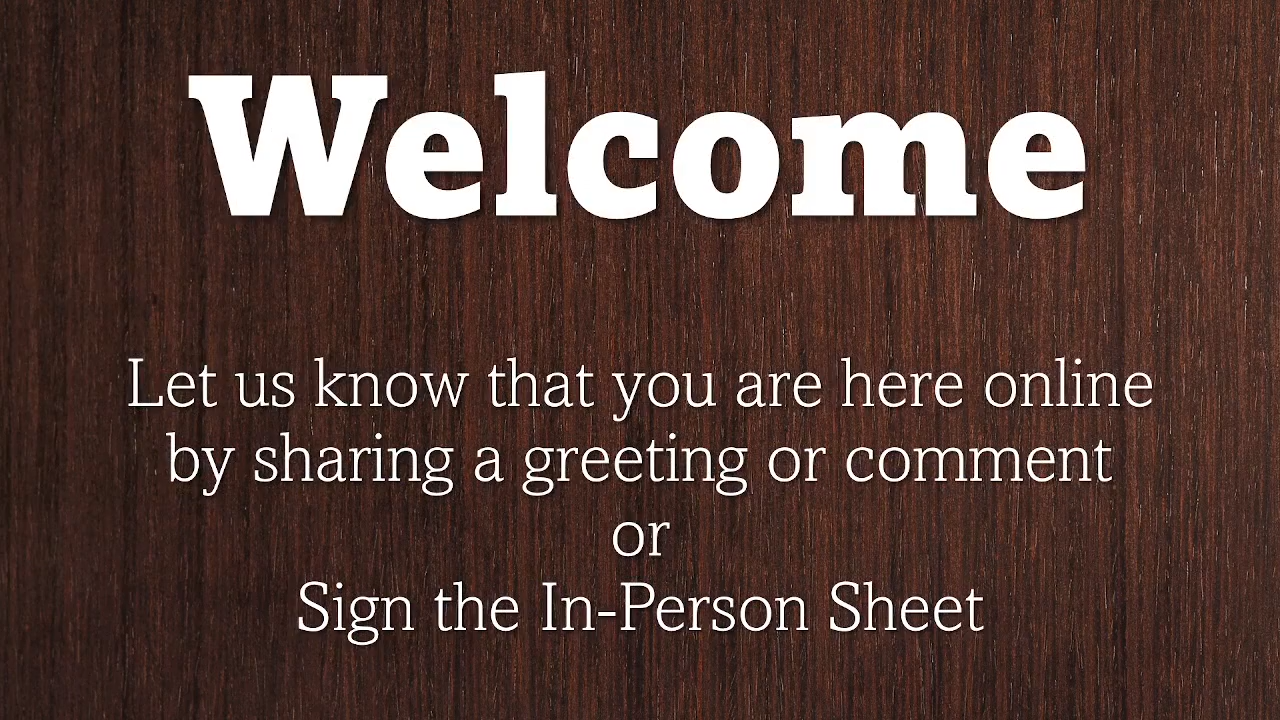 Welcome
Let us know that you are here online
by sharing a greeting or comment
or
Sign the In-Person Sheet